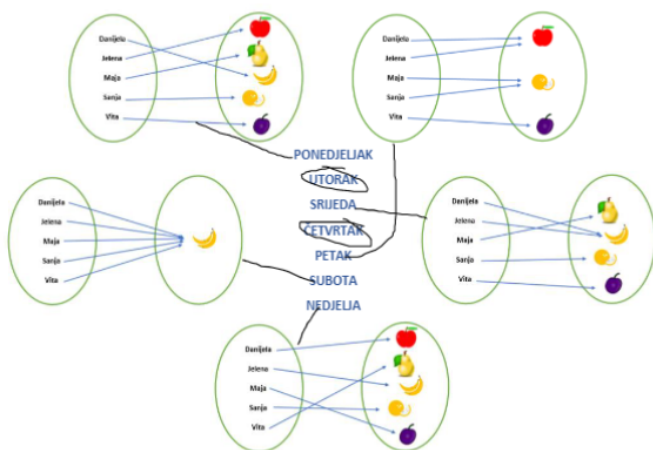 Danijela
Jelena
Maja
Sanja
Vita
Danijela
Jelena
Maja
Sanja
Vita
PONEDJELJAK
UTORAK
SRIJEDA
ČETVRTAK
PETAK
SUBOTA
NEDJELJA
Danijela
Jelena
Maja
Sanja
Vita
Danijela
Jelena
Maja
Sanja
Vita
Danijela
Jelena
Maja
Sanja
Vita